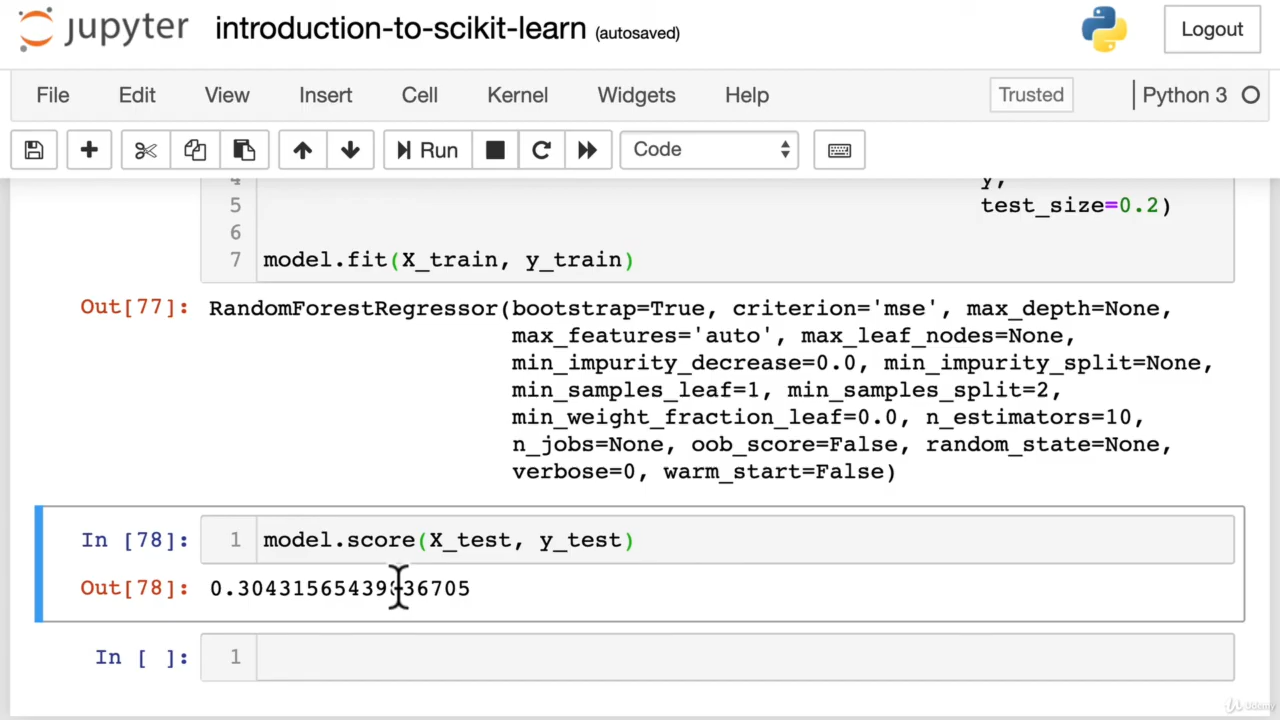 jupyter introduction-to-scikit-learn (autosaved) Logout
File Edit View Insert Cell Kernel Widgets Help Trusted Python 3
Run Code
4 y,
5 test_size=0.2)
6
7 model.fit(X_train, y_train)
Out[77]: RandomForestRegressor(bootstrap=True, criterion='mse', max_depth=None,
max_features='auto', max_leaf_nodes=None,
min_impurity_decrease=0.0, min_impurity_split=None,
min_samples_leaf=1, min_samples_split=2,
min_weight_fraction_leaf=0.0, n_estimators=10,
n_jobs=None, oob_score=False, random_state=None,
verbose=0, warm_start=False)
In [78]: 1 model.score(X_test, y_test)
Out[78]:
In [ ]: 1
Udemy